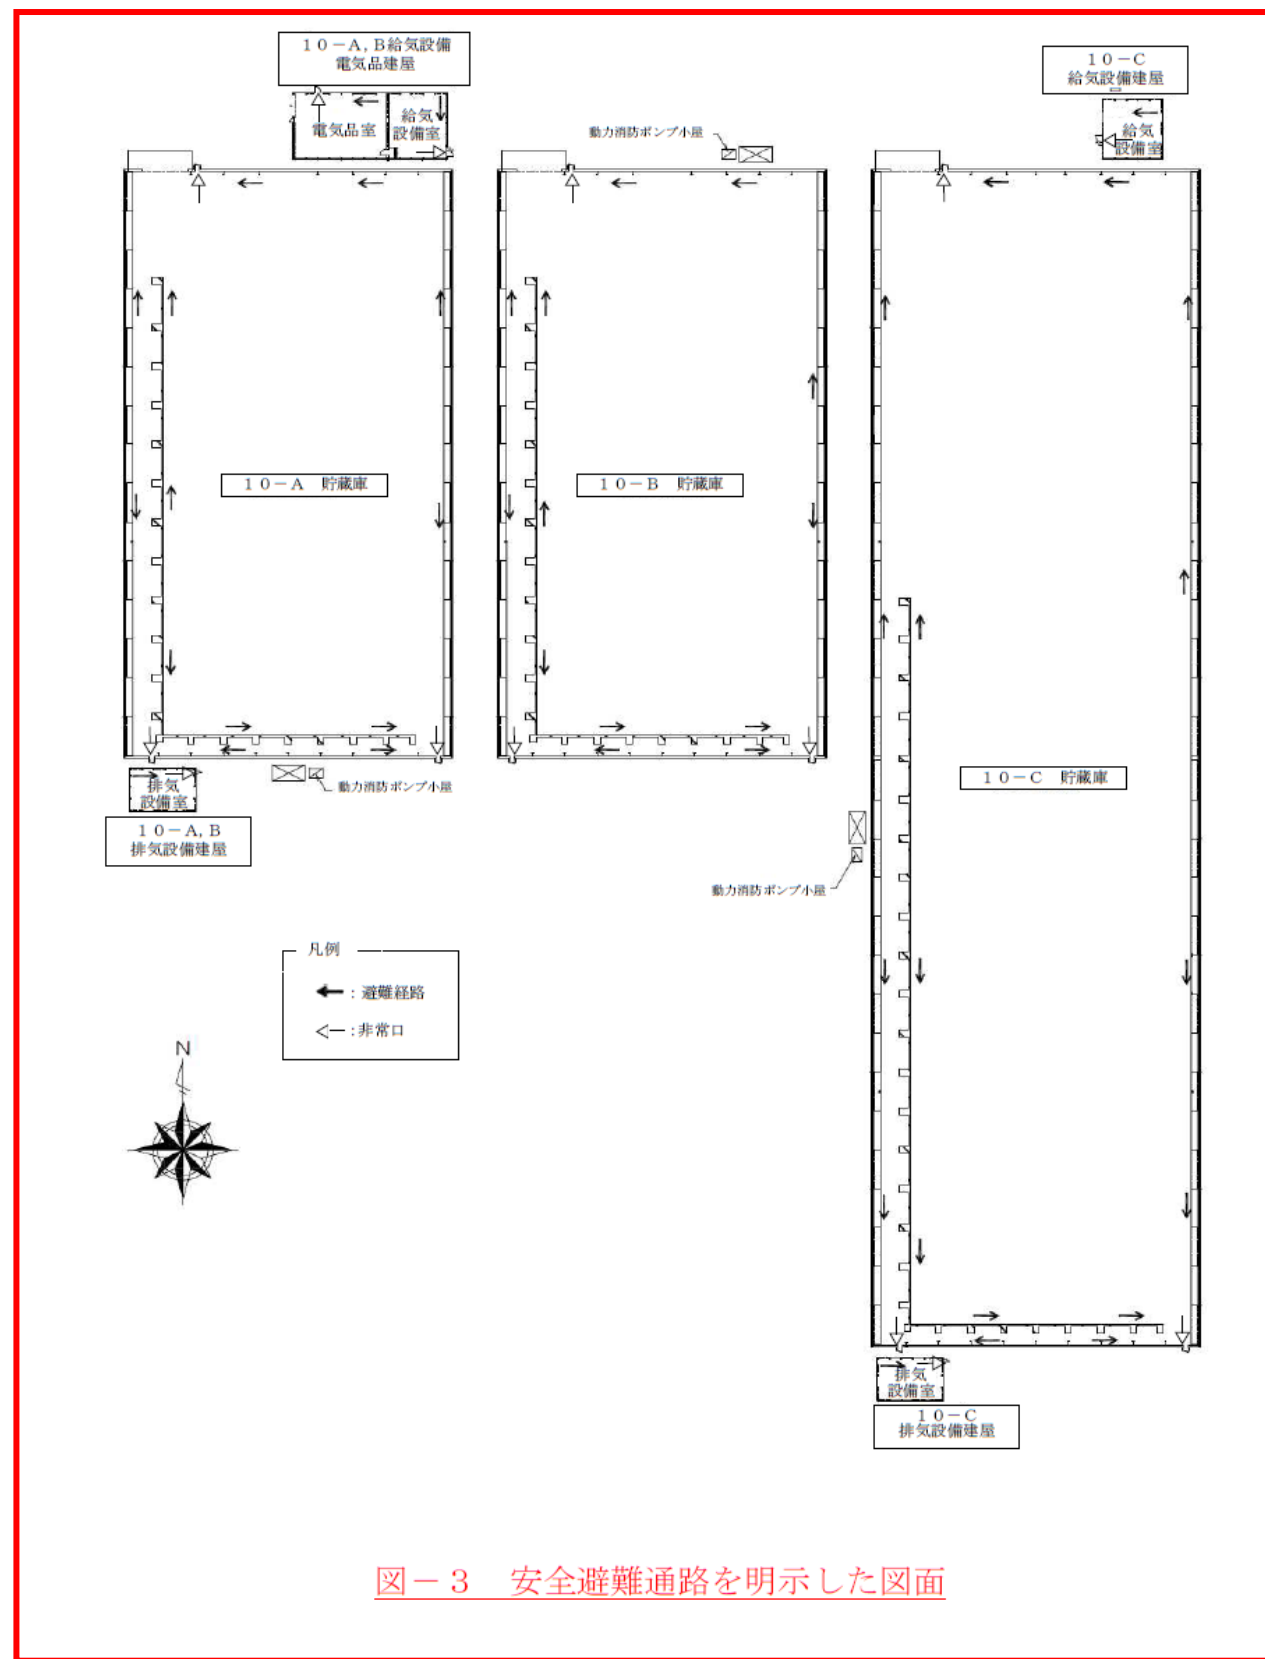 １０－Ａ,Ｂ給気設備
電気品建屋
１０－Ｃ
給気設備建屋
電気品室
給気
設備室
動力消防ポンプ小屋
給気
設備室
１０－Ａ　貯蔵庫
１０－Ｂ　貯蔵庫
１０－Ｃ　貯蔵庫
排気
設備室
動力消防ポンプ小屋
１０－Ａ,Ｂ
排気設備建屋
動力消防ポンプ小屋
凡例
：避難経路
：非常口
N
排気
設備室
１０－Ｃ
排気設備建屋
図－３　安全避難通路を明示した図面